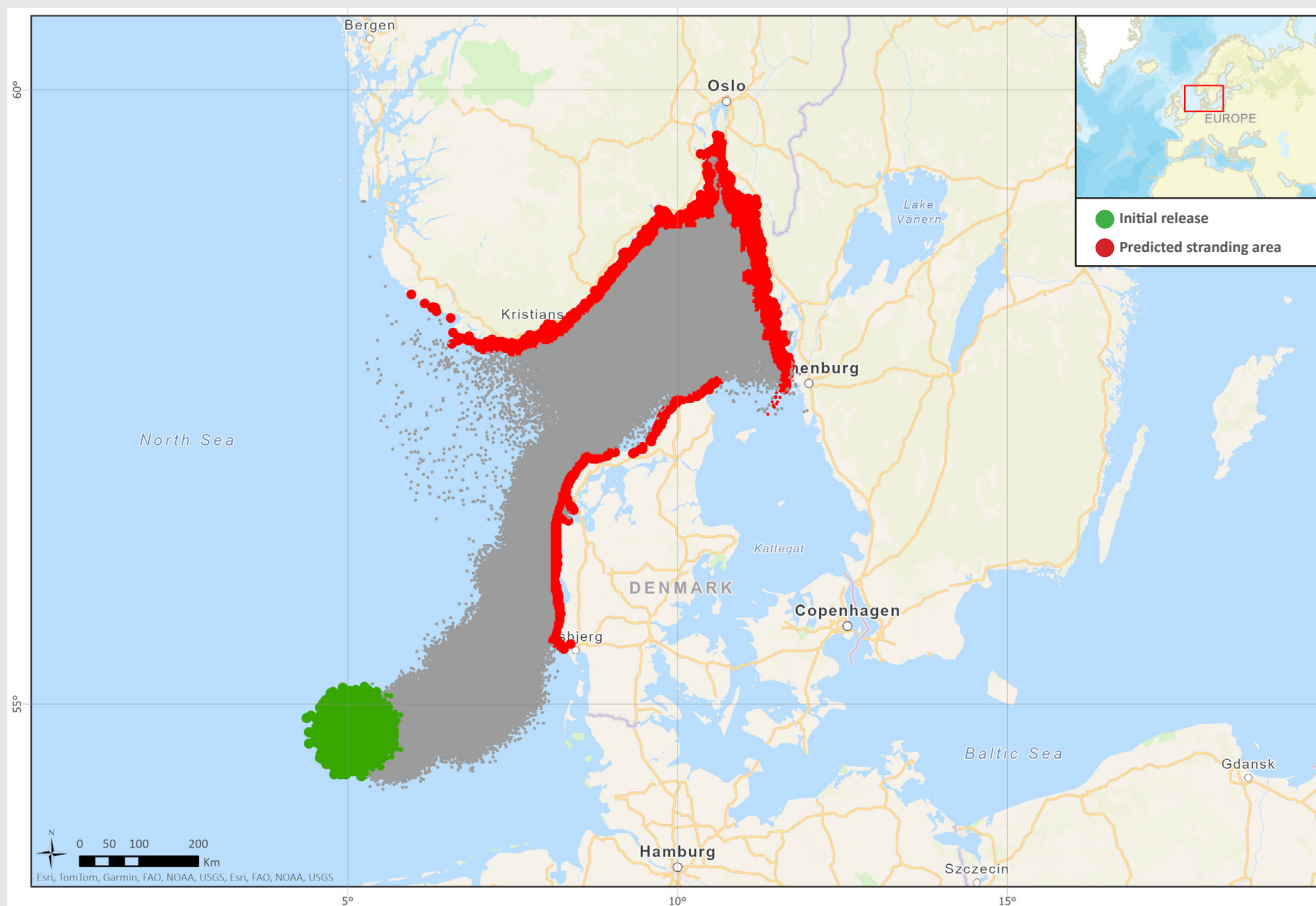 Bergen
60°
Oslo
EUROPE
Lake
Vänern
Initial release
Predicted stranding area
Kristians
henburg
North Sea
Kattegat
DENMARK
Copenhagen
sbjerg
55°
Baltic Sea
Gdansk
N
0 50 100 200
Km
Hamburg
Szczecin
Esri, TomTom, Garmin, FAO, NOAA, USGS, Esri, FAO, NOAA, USGS
5° 10° 15°